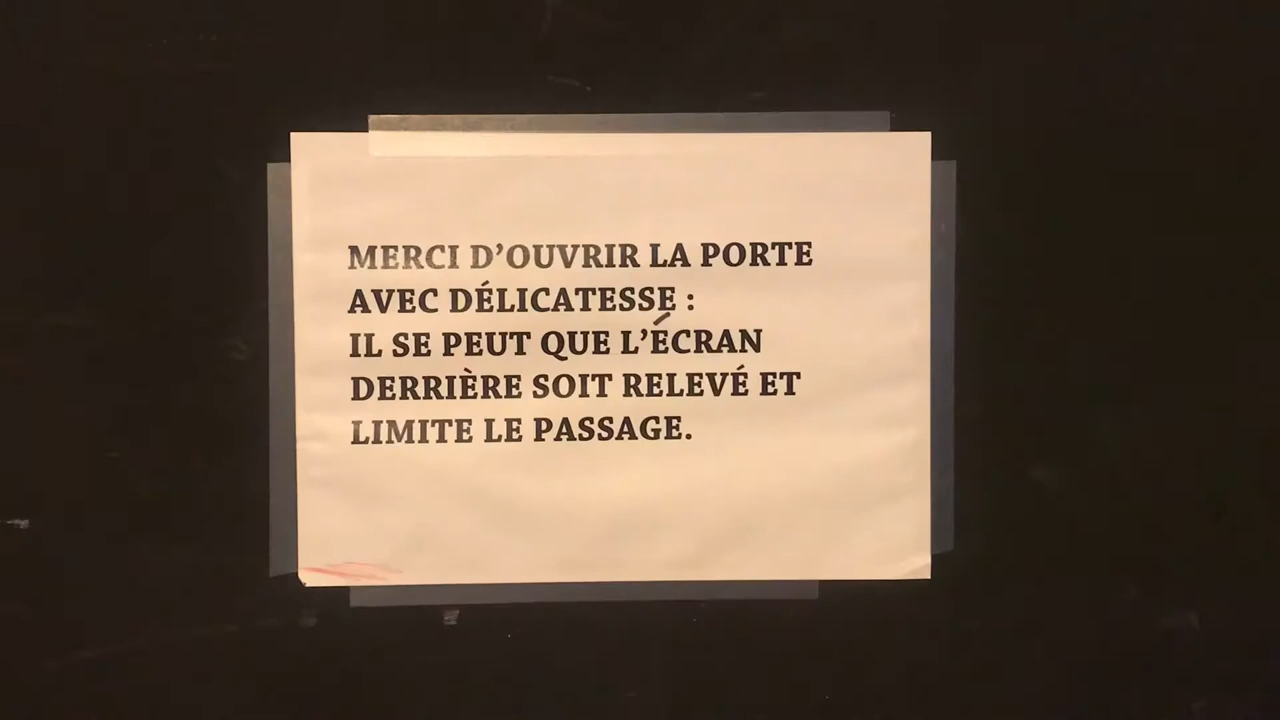 MERCI D’OUVRIR LA PORTE
AVEC DÉLICATESSE :
IL SE PEUT QUE L’ÉCRAN
DERRIÈRE SOIT RELEVÉ ET
LIMITE LE PASSAGE.